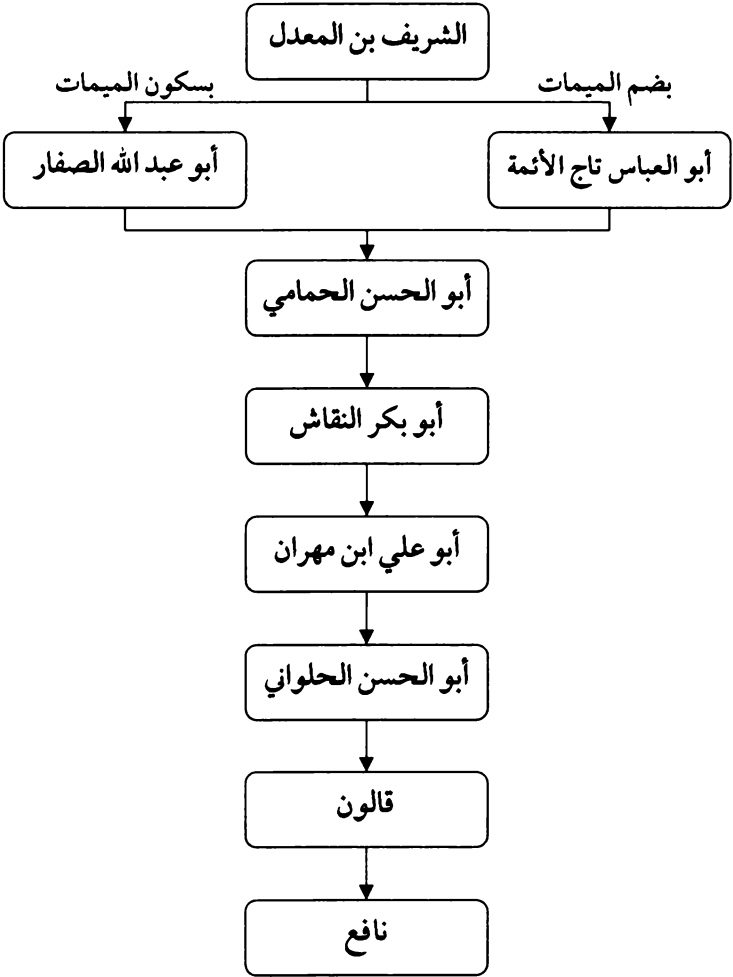 الشريف بن المعدل
بضم الميمات
بسكون الميمات
أبو العباس تاج الأئمة
أبو عبد الله الصفار
أبو الحسن الحمامي
أبو بكر النقاش
أبو علي ابن مهران
أبو الحسن الحلواني
قالون
نافع